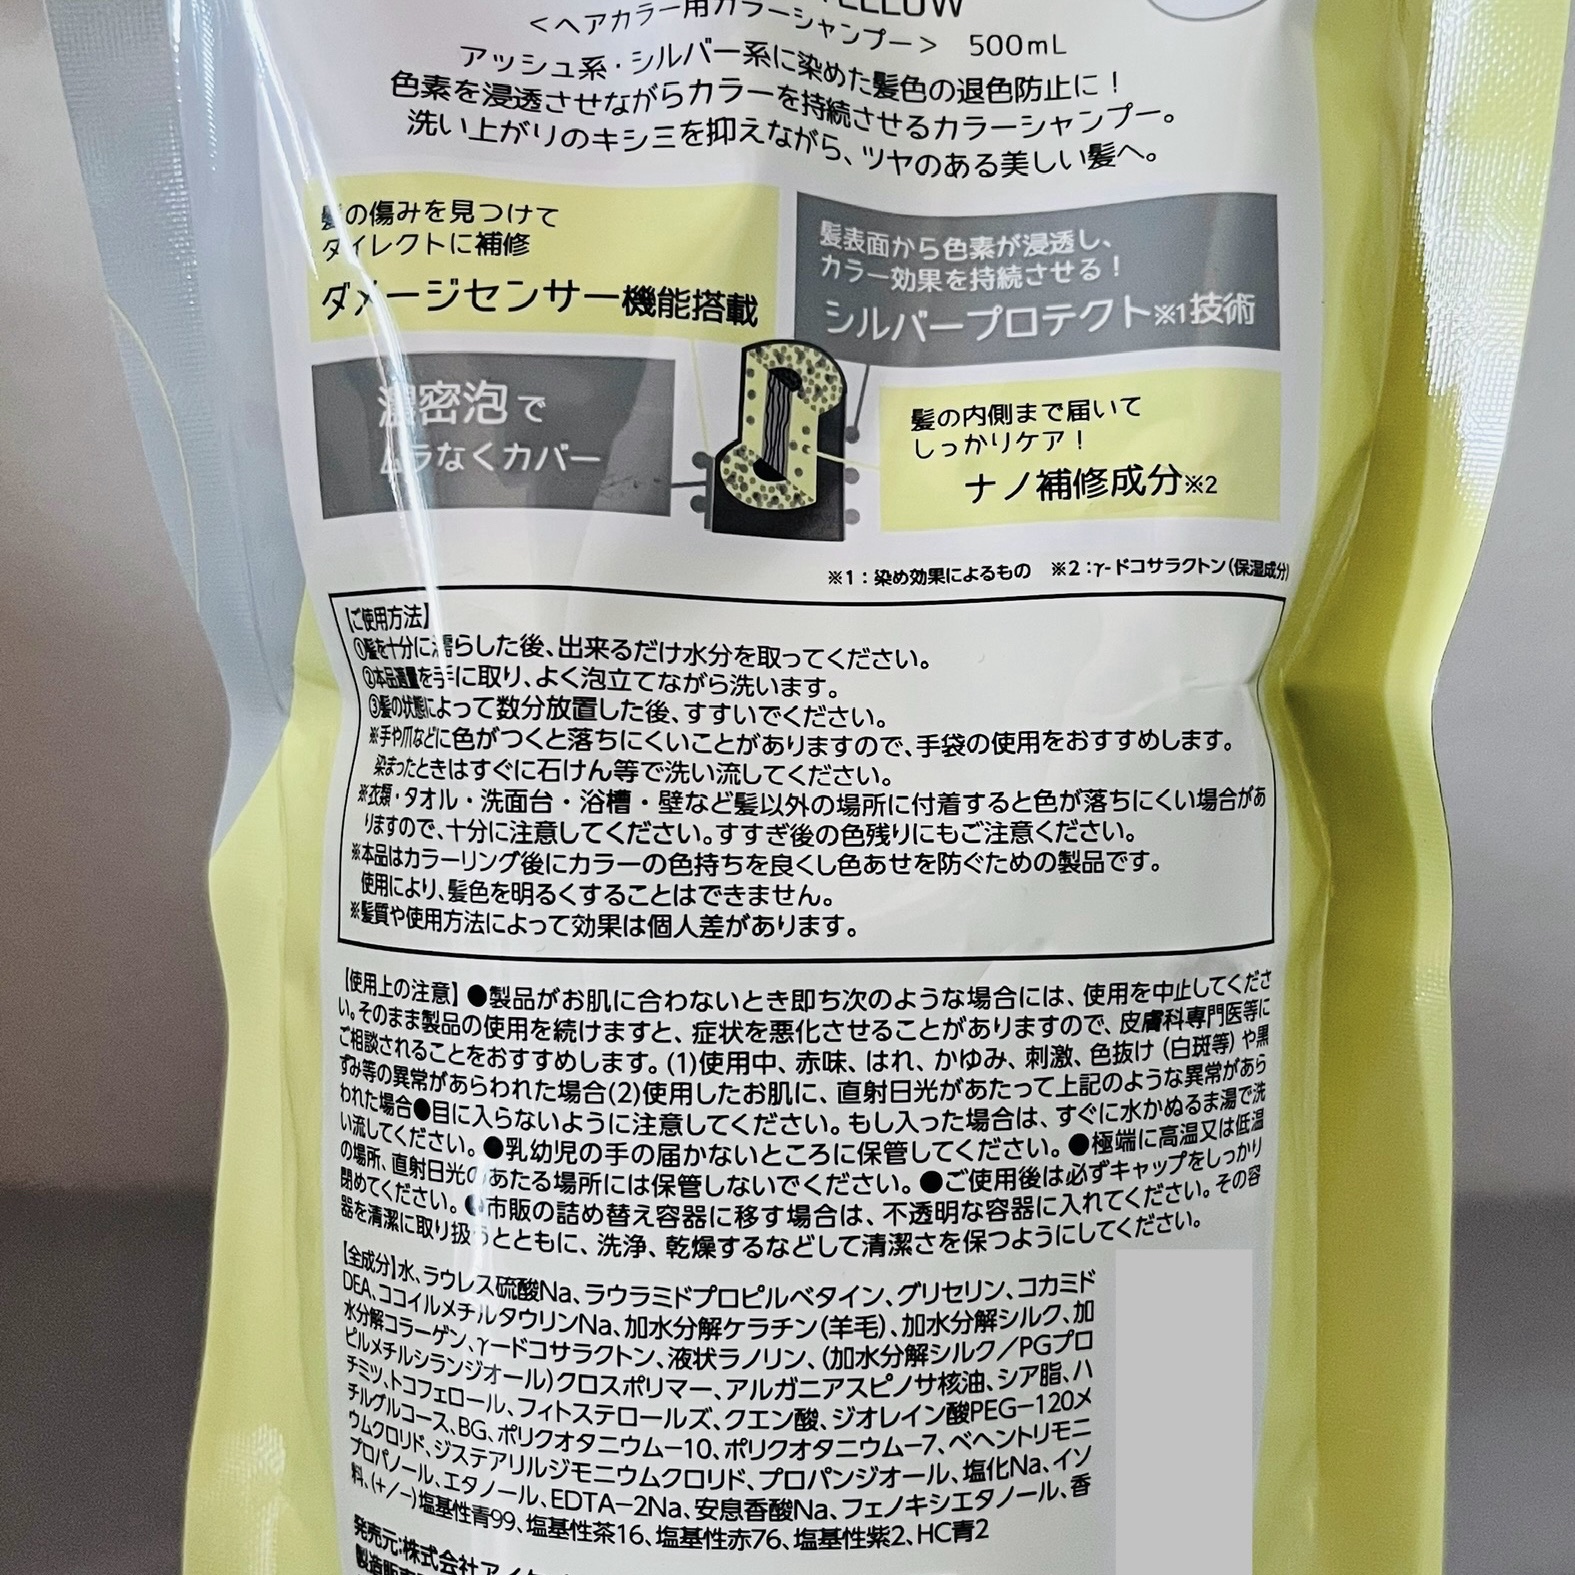 <ヘアカラー用カラーシャンプー> 500mL
アッシュ系・シルバー系に染めた髪色の退色防止に!
色素を浸透させながらカラーを持続させるカラーシャンプー。
洗い上がりのキシミを抑えながら、ツヤのある美しい髪へ。
髪の傷みを見つけて
ダイレクトに補修
ダメージセンサー機能搭載
髪表面から色素が浸透し、
カラー効果を持続させる!
シルバープロテクト※1技術
濃密泡で
ムラなくカバー
髪の内側まで届いて
しっかりケア!
ナノ補修成分※2
※1:染め効果によるもの ※2:γ-ドコサラクトン(保湿成分)
【ご使用方法】
①髪を十分に濡らした後、出来るだけ水分を取ってください。
②本品適量を手に取り、よく泡立てながら洗います。
③髪の状態によって数分放置した後、すすいでください。
※手や爪などに色がつくと落ちにくいことがありますので、手袋の使用をおすすめします。
染まったときはすぐに石けん等で洗い流してください。
※衣類・タオル・洗面台・浴槽・壁など髪以外の場所に付着すると色が落ちにくい場合があ
りますので、十分に注意してください。すすぎ後の色残りにもご注意ください。
※本品はカラーリング後にカラーの色持ちを良くし色あせを防ぐための製品です。
使用により、髪色を明るくすることはできません。
※髪質や使用方法によって効果は個人差があります。
【使用上の注意】●製品がお肌に合わないとき即ち次のような場合には、使用を中止してくださ
い。そのまま製品の使用を続けますと、症状を悪化させることがありますので、皮膚科専門医等に
ご相談されることをおすすめします。(1)使用中、赤味、はれ、かゆみ、刺激、色抜け(白斑等)や黒
ずみ等の異常があらわれた場合(2)使用したお肌に、直射日光があたって上記のような異常があら
われた場合●目に入らないように注意してください。もし入った場合は、すぐに水かぬるま湯で洗
い流してください。●乳幼児の手の届かないところに保管してください。●極端に高温又は低温
の場所、直射日光のあたる場所には保管しないでください。●ご使用後は必ずキャップをしっかり
閉めてください。●市販の詰め替え容器に移す場合は、不透明な容器に入れてください。その容
器を清潔に取り扱うとともに、洗浄、乾燥するなどして清潔さを保つようにしてください。
【全成分】水、ラウレス硫酸Na、ラウラミドプロピルベタイン、グリセリン、コカミド
DEA、ココイルメチルタウリンNa、加水分解ケラチン(羊毛)、加水分解シルク、加
水分解コラーゲン、γードコサラクトン、液状ラノリン、(加水分解シルク/PGプロ
ピルメチルシランジオール)クロスポリマー、アルガニアスピノサ核油、シア脂、ハ
チミツ、トコフェロール、フィトステロールズ、クエン酸、ジオレイン酸PEG-120メ
チルグルコース、BG、ポリクオタニウム-10、ポリクオタニウム-7、ベヘントリモニ
ウムクロリド、ジステアリルジモニウムクロリド、プロパンジオール、塩化Na、イソ
プロパノール、エタノール、EDTA-2Na、安息香酸Na、フェノキシエタノール、香
料、(+/-)塩基性青99、塩基性茶16、塩基性赤76、塩基性紫2、HC青2
発売元:株式会社